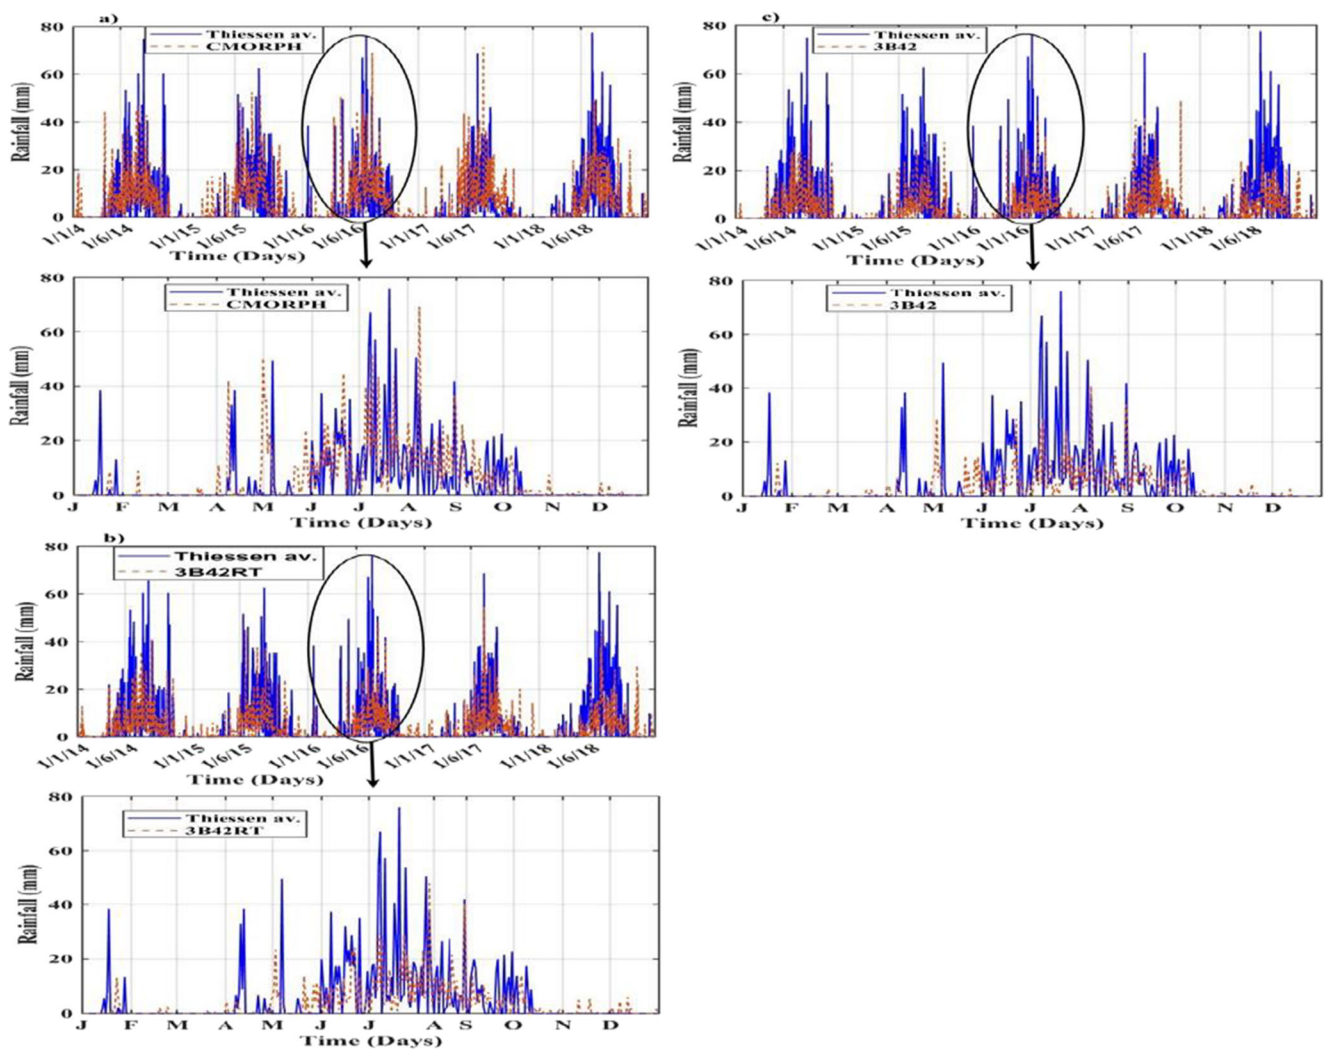 a)
80
60
40
20
0
Rainfall (mm)
Thiessen av.
CMORPH
1/1/14
1/6/14
1/1/15
1/6/15
1/1/16
1/6/16
1/1/17
1/6/17
1/1/18
1/6/18
Time (Days)
80
60
40
20
0
Rainfall (mm)
Thiessen av.
CMORPH
J F M A M J J A S O N D
Time (Days)
b)
80
60
40
20
0
Rainfall (mm)
Thiessen av.
3B42RT
1/1/14
1/6/14
1/1/15
1/6/15
1/1/16
1/6/16
1/1/17
1/6/17
1/1/18
1/6/18
Time (Days)
80
60
40
20
0
Rainfall (mm)
Thiessen av.
3B42RT
J F M A M J J A S O N D
Time (Days)
c)
80
60
40
20
0
Rainfall (mm)
Thiessen av.
3B42
1/1/14
1/6/14
1/1/15
1/6/15
1/1/16
1/1/16
1/1/17
1/6/17
1/1/18
1/6/18
Time (Days)
80
60
40
20
0
Rainfall (mm)
Thiessen av.
3B42
J F M A M J J A S O N D
Time (Days)